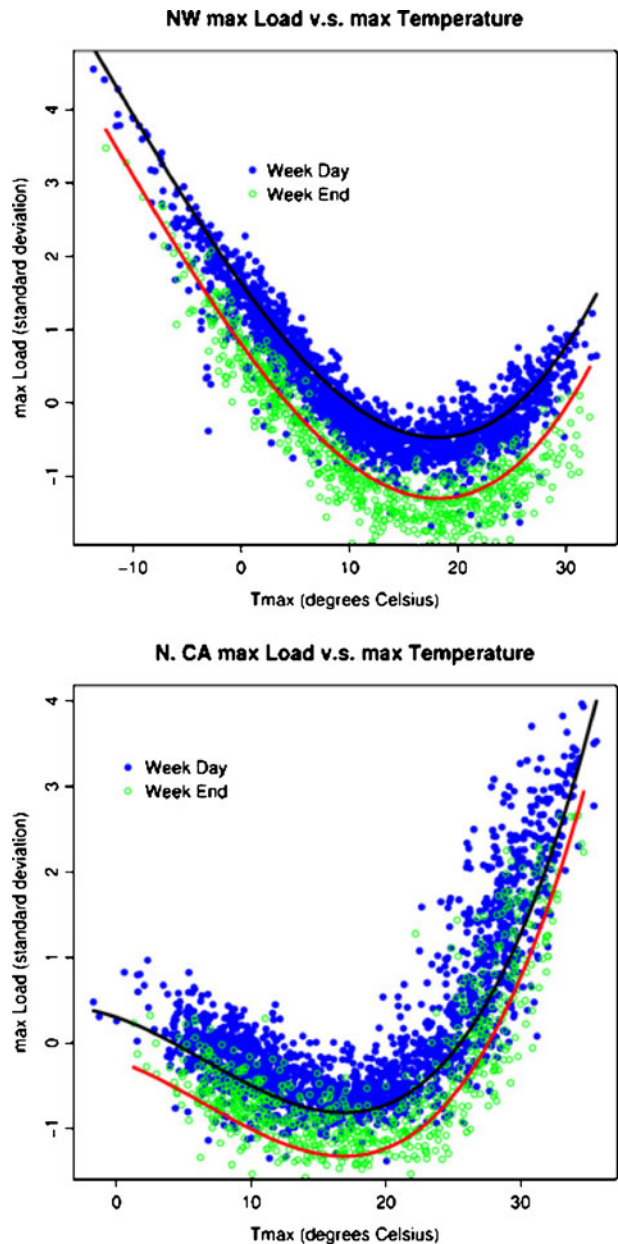 NW max Load v.s. max Temperature
4
3
2
1
0
−1
max Load (standard deviation)
Week Day
Week End
−10
0
10
20
30
Tmax (degrees Celsius)
N. CA max Load v.s. max Temperature
4
3
2
1
0
−1
max Load (standard deviation)
Week Day
Week End
0
10
20
30
Tmax (degrees Celsius)